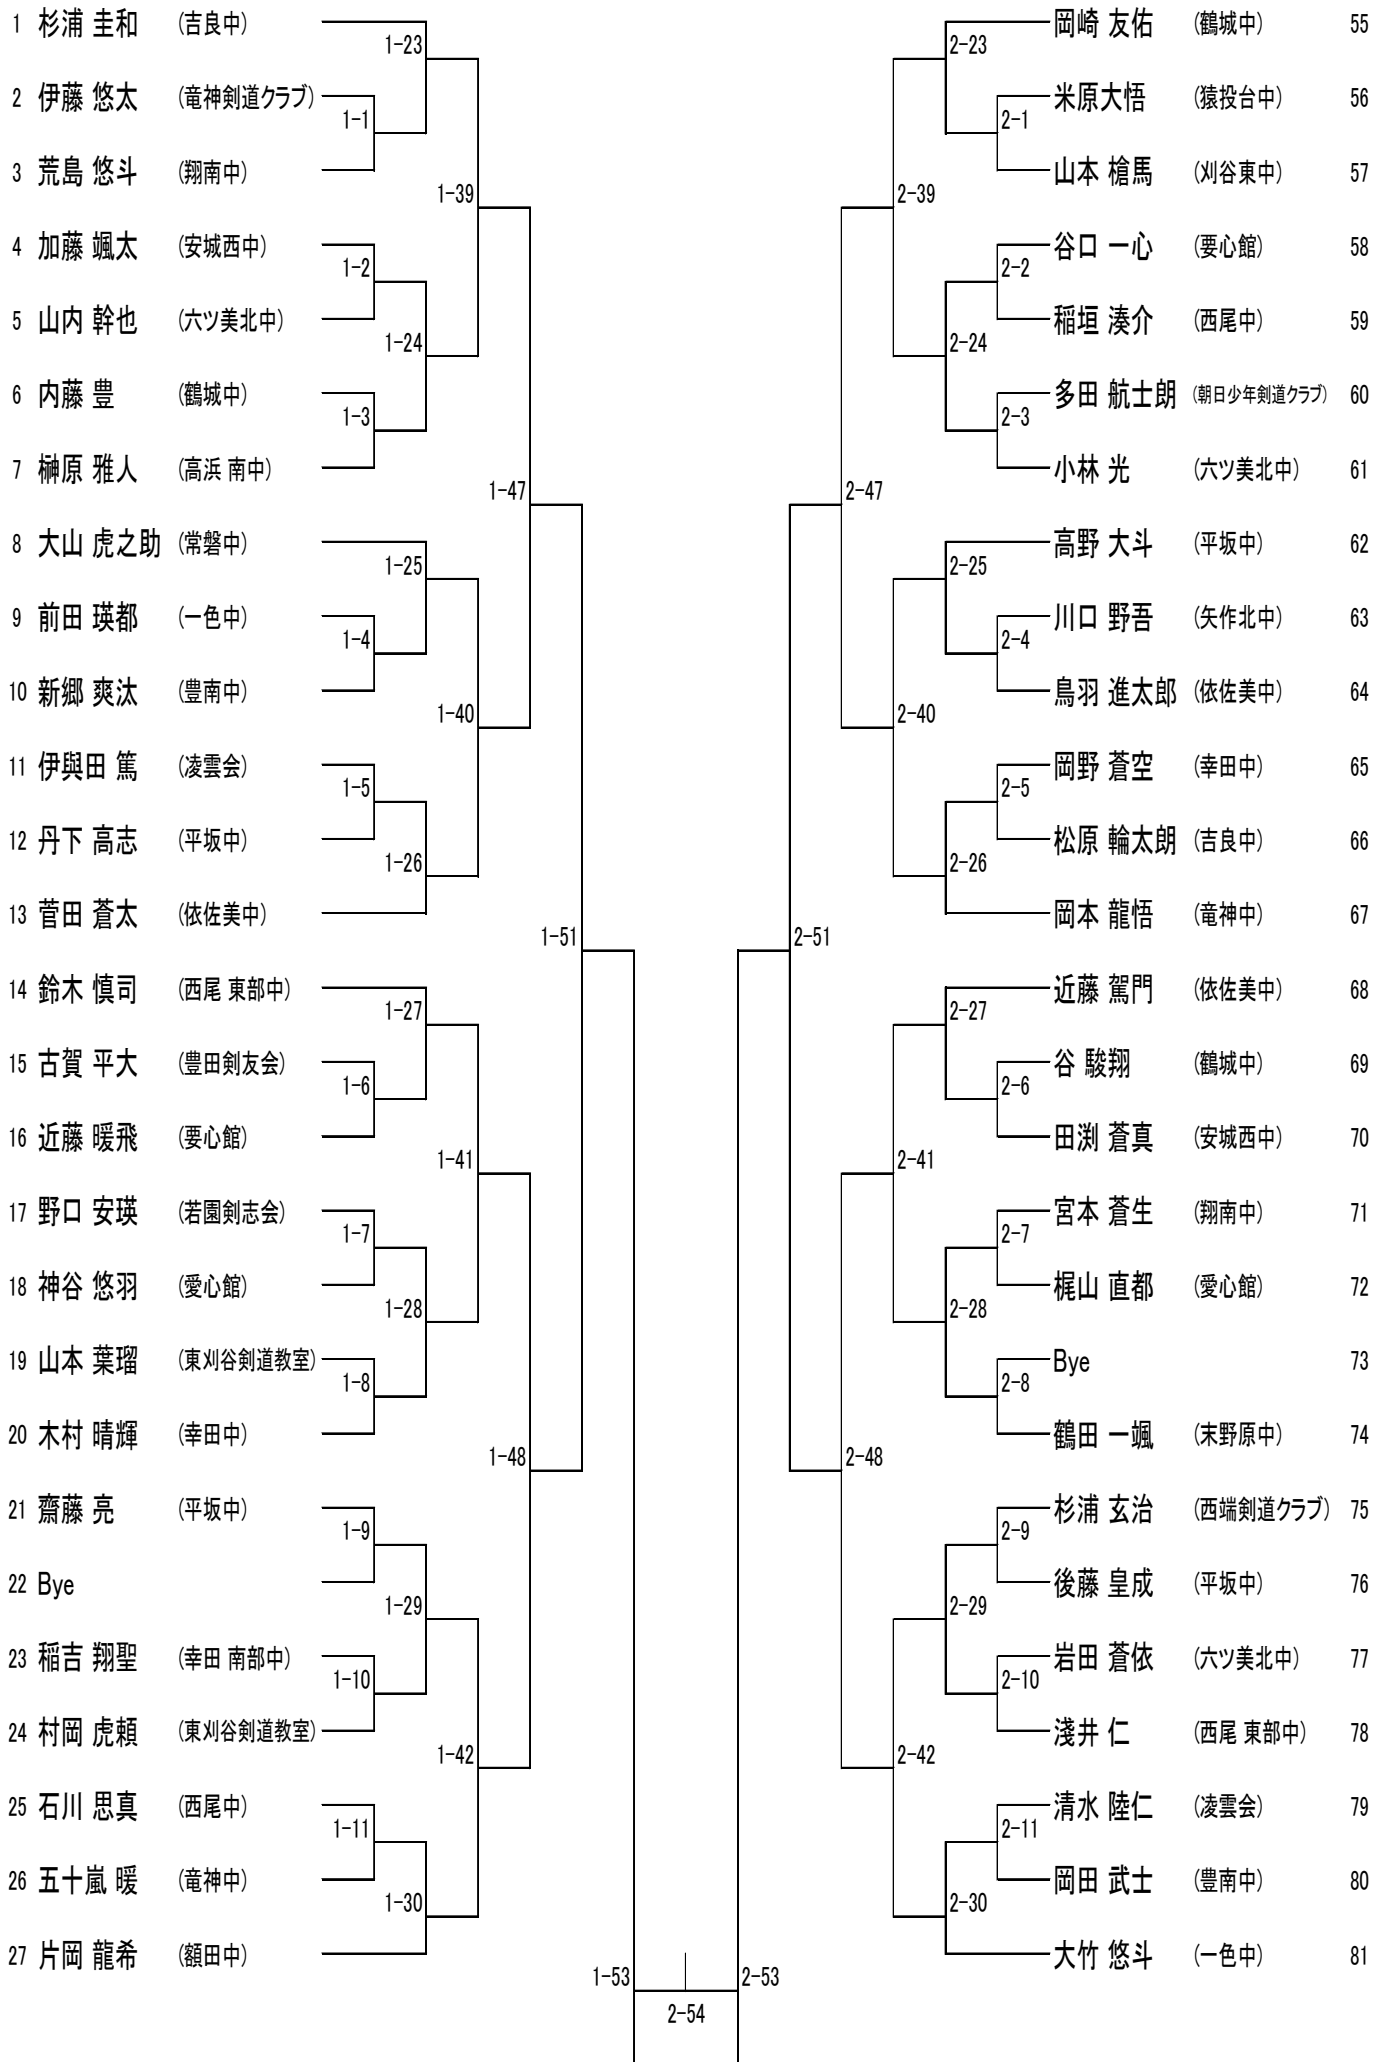 1 杉浦 圭和 (吉良中)
1-23
2 伊藤 悠太 (竜神剣道クラブ)
1-1
3 荒島 悠斗 (翔南中)
1-39
4 加藤 颯太 (安城西中)
1-2
5 山内 幹也 (六ツ美北中)
1-24
6 内藤 豊 (鶴城中)
1-3
7 榊原 雅人 (高浜 南中)
1-47
8 大山 虎之助 (常磐中)
1-25
9 前田 瑛都 (一色中)
1-4
10 新郷 爽汰 (豊南中)
1-40
11 伊與田 篤 (凌雲会)
1-5
12 丹下 高志 (平坂中)
1-26
13 菅田 蒼太 (依佐美中)
1-51
14 鈴木 慎司 (西尾 東部中)
1-27
15 古賀 平大 (豊田剣友会)
1-6
16 近藤 暖飛 (要心館)
1-41
17 野口 安瑛 (若園剣志会)
1-7
18 神谷 悠羽 (愛心館)
1-28
19 山本 葉瑠 (東刈谷剣道教室)
1-8
20 木村 晴輝 (幸田中)
1-48
21 齋藤 亮 (平坂中)
1-9
22 Bye
1-29
23 稲吉 翔聖 (幸田 南部中)
1-10
24 村岡 虎頼 (東刈谷剣道教室)
1-42
25 石川 思真 (西尾中)
1-11
26 五十嵐 暖 (竜神中)
1-30
27 片岡 龍希 (額田中)
1-53
岡崎 友佑 (鶴城中) 55
2-23
米原大悟 (猿投台中) 56
2-1
山本 槍馬 (刈谷東中) 57
2-39
谷口 一心 (要心館) 58
2-2
稲垣 湊介 (西尾中) 59
2-24
多田 航士朗 (朝日少年剣道クラブ) 60
2-3
小林 光 (六ツ美北中) 61
2-47
高野 大斗 (平坂中) 62
2-25
川口 野吾 (矢作北中) 63
2-4
鳥羽 進太郎 (依佐美中) 64
2-40
岡野 蒼空 (幸田中) 65
2-5
松原 輪太朗 (吉良中) 66
2-26
岡本 龍悟 (竜神中) 67
2-51
近藤 駕門 (依佐美中) 68
2-27
谷 駿翔 (鶴城中) 69
2-6
田渕 蒼真 (安城西中) 70
2-41
宮本 蒼生 (翔南中) 71
2-7
梶山 直都 (愛心館) 72
2-28
Bye 73
2-8
鶴田 一颯 (末野原中) 74
2-48
杉浦 玄治 (西端剣道クラブ) 75
2-9
後藤 皇成 (平坂中) 76
2-29
岩田 蒼依 (六ツ美北中) 77
2-10
淺井 仁 (西尾 東部中) 78
2-42
清水 陸仁 (凌雲会) 79
2-11
岡田 武士 (豊南中) 80
2-30
大竹 悠斗 (一色中) 81
2-53
2-54